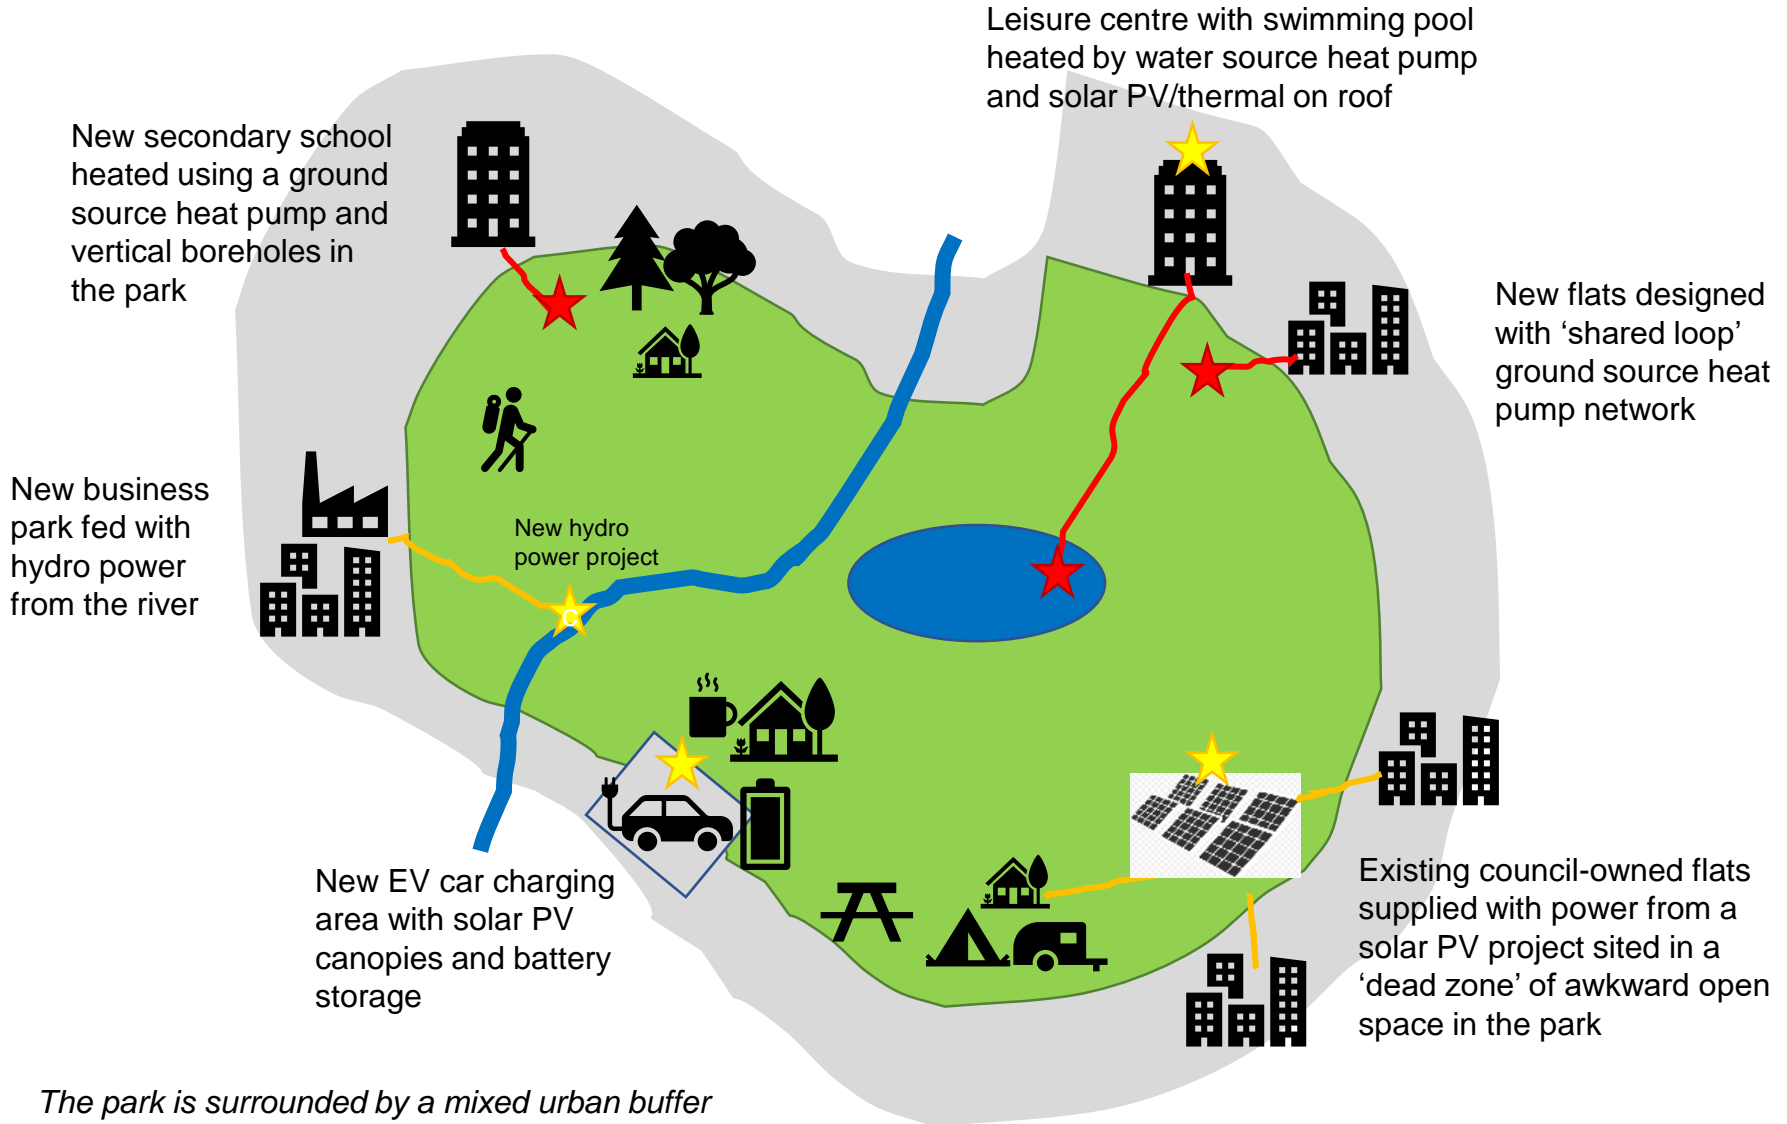 Leisure centre with swimming pool
heated by water source heat pump
and solar PV/thermal on roof
New secondary school
heated using a ground
source heat pump and
vertical boreholes in
the park
New flats designed
with ‘shared loop’
ground source heat
pump network
New business
park fed with
hydro power
from the river
New hydro
power project
C
New EV car charging
area with solar PV
canopies and battery
storage
Existing council-owned flats
supplied with power from a
solar PV project sited in a
‘dead zone’ of awkward open
space in the park
The park is surrounded by a mixed urban buffer